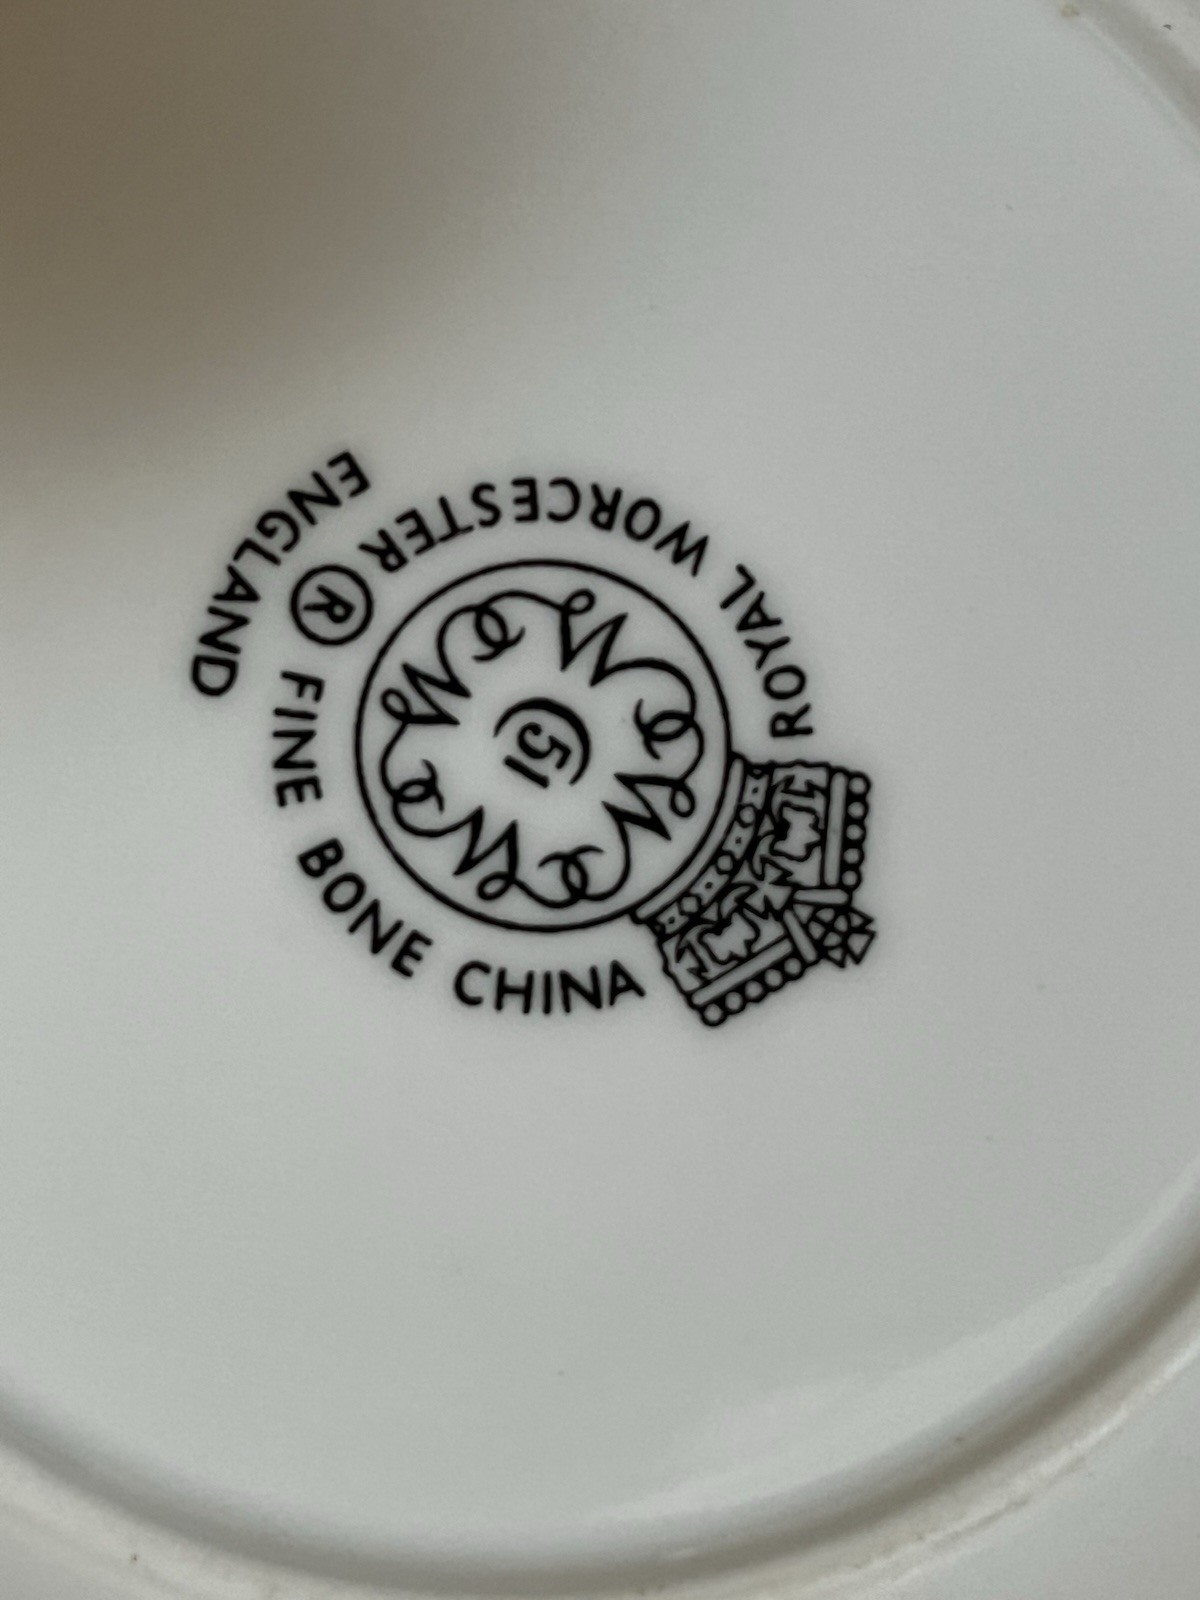 ROYAL WORCESTER ® FINE BONE CHINA
ENGLAND
51